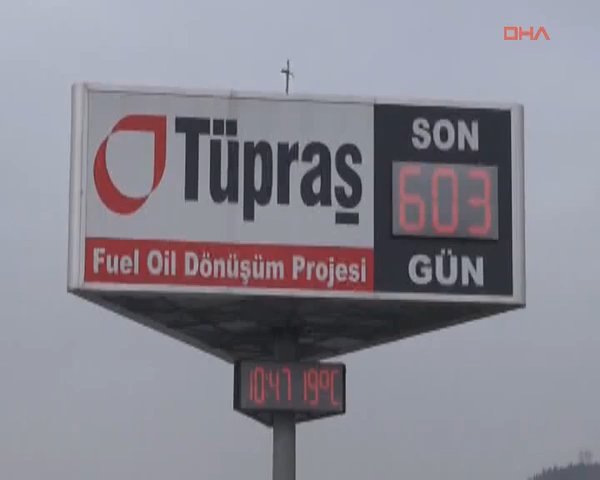 DHA
Tüpraş
Fuel Oil Dönüşüm Projesi
SON
603
GÜN
10:47 19°C